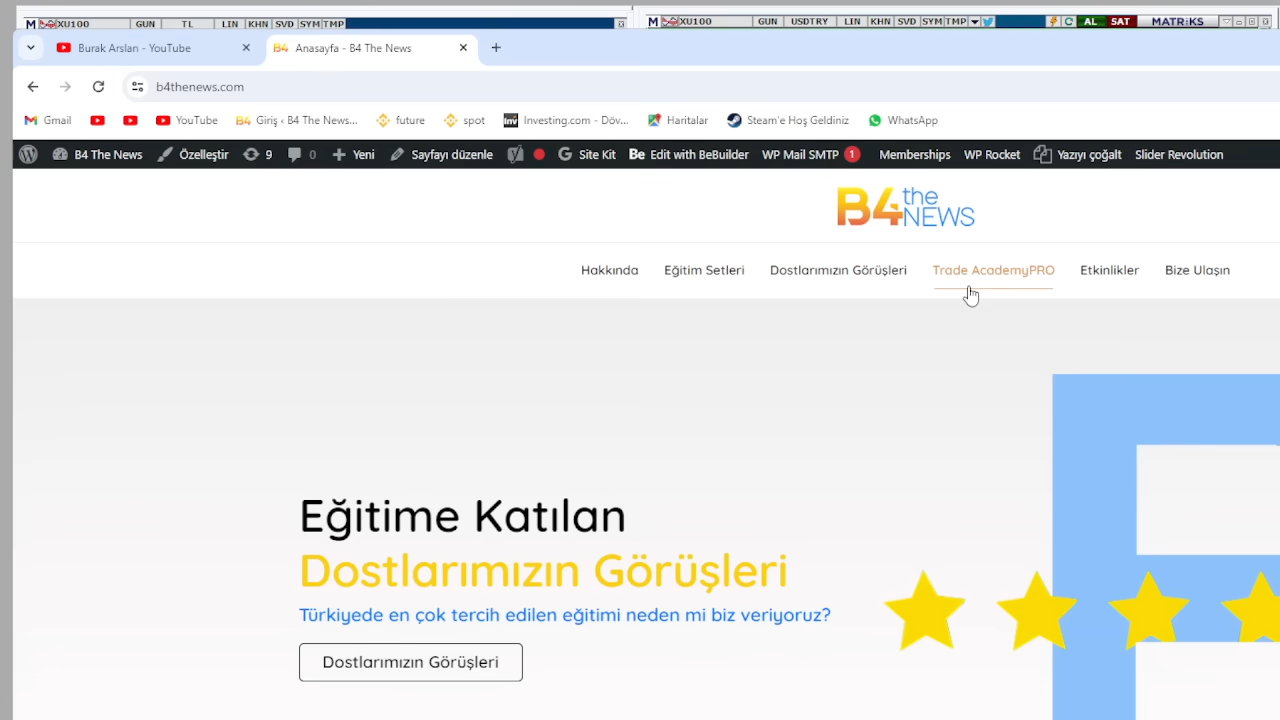 M XU100 GUN TL LIN KHN SVD SYM TMP
M XU100 GUN USDTRY LIN KHN SVD SYM TMP AL SAT MATRiKS
Burak Arslan - YouTube
B4 Anasayfa - B4 The News
b4thenews.com
Gmail YouTube B4 Giriş ‹ B4 The News... future spot Inv Investing.com - Döv... Haritalar Steam'e Hoş Geldiniz WhatsApp
B4 The News Özelleştir 9 0 Yeni Sayfayı düzenle Site Kit Be Edit with BeBuilder WP Mail SMTP 1 Memberships WP Rocket Yazıyı çoğalt Slider Revolution
B4 the NEWS
Hakkında Eğitim Setleri Dostlarımızın Görüşleri Trade AcademyPRO Etkinlikler Bize Ulaşın
Eğitime Katılan
Dostlarımızın Görüşleri
Türkiyede en çok tercih edilen eğitimi neden mi biz veriyoruz?
Dostlarımızın Görüşleri